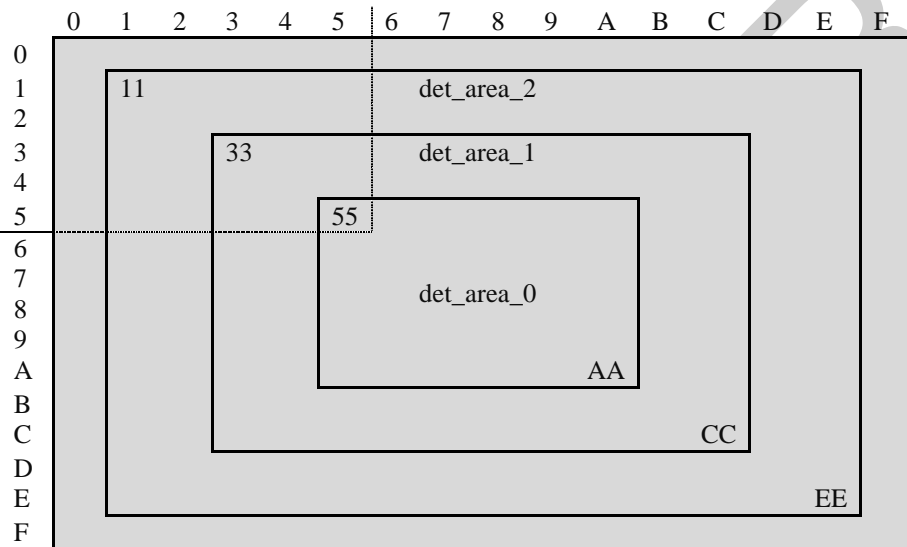 0 1 2 3 4 5 6 7 8 9 A B C D E F
0
1 11 det_area_2
2
3 33 det_area_1
4
5 55
6
7 det_area_0
8
9
A AA
B
C CC
D
E EE
F